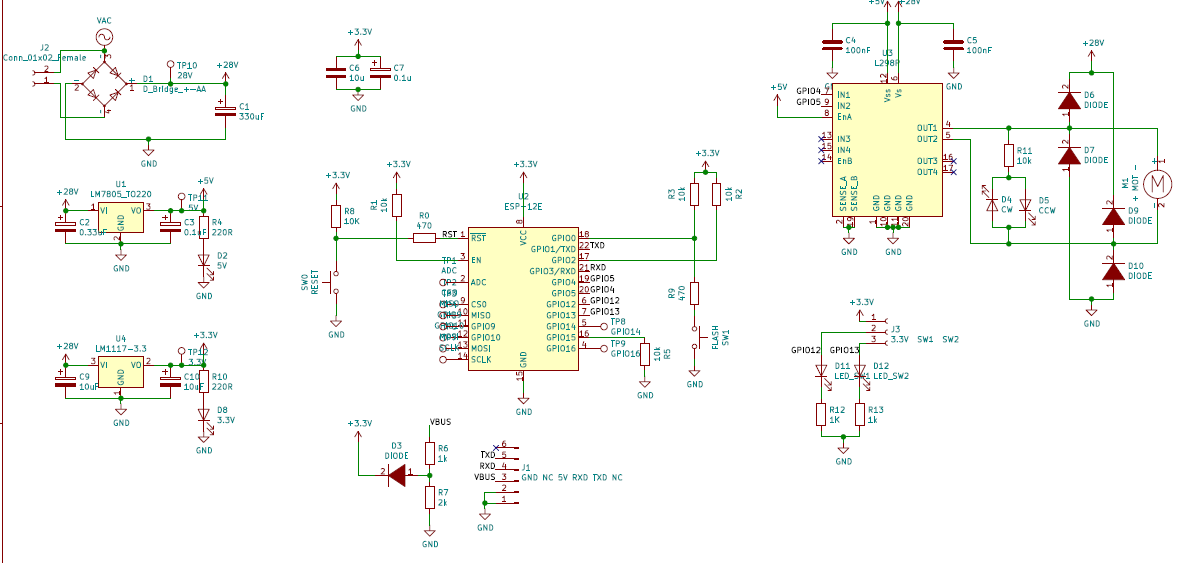 VAC
J2
Conn_01x02_Female
2
1
D1
D_Bridge_+-AA
TP10
28V
+28V
C1
330uF
GND
+3.3V
C6
10u
C7
0.1u
GND
+5V
+28V
C4
100nF
C5
100nF
U3
L298P
GND
+5V
GPIO4
GPIO5
IN1
IN2
EnA
IN3
IN4
EnB
Vss
Vs
OUT1
OUT2
OUT3
OUT4
SENSE_A
SENSE_B
GND
GND
GND
GND
GND
GND
R11
10k
D4
CW
D5
CCW
+28V
D6
DIODE
D7
DIODE
D9
DIODE
D10
DIODE
GND
M1
+ MOT -
M
U1
LM7805_TO220
+28V
VI
VO
GND
C2
0.33uF
C3
0.1uF
TP11
5V
+5V
R4
220R
D2
5V
GND
GND
U4
LM1117-3.3
+28V
VI
VO
GND
C9
10uF
C10
10uF
TP12
3.3V
+3.3V
R10
220R
D8
3.3V
GND
GND
+3.3V
R8
10K
SW0
RESET
GND
+3.3V
R1
10k
R0
470
RST
+3.3V
U2
ESP-12E
VCC
RST
EN
ADC
CS0
MISO
GPIO9
GPIO10
MOSI
SCLK
GND
GPIO0
GPIO1/TXD
GPIO2
GPIO3/RXD
GPIO4
GPIO5
GPIO12
GPIO13
GPIO14
GPIO15
GPIO16
TXD
RXD
GPIO5
GPIO4
GPIO12
GPIO13
TP1
ADC
TP8
GPIO14
TP9
GPIO16
GND
R5
10k
GND
+3.3V
R3
10k
R2
10k
R9
470
FLASH
SW1
GND
+3.3V
D3
DIODE
VBUS
R6
1k
R7
2k
GND
TXD
RXD
VBUS
6
5
4
3
2
1
J1
GND NC 5V RXD TXD NC
GND
+3.3V
1
2
3
J3
3.3V SW1 SW2
GPIO12
GPIO13
D11
D12
LED_SW2
R12
1K
R13
1k
GND